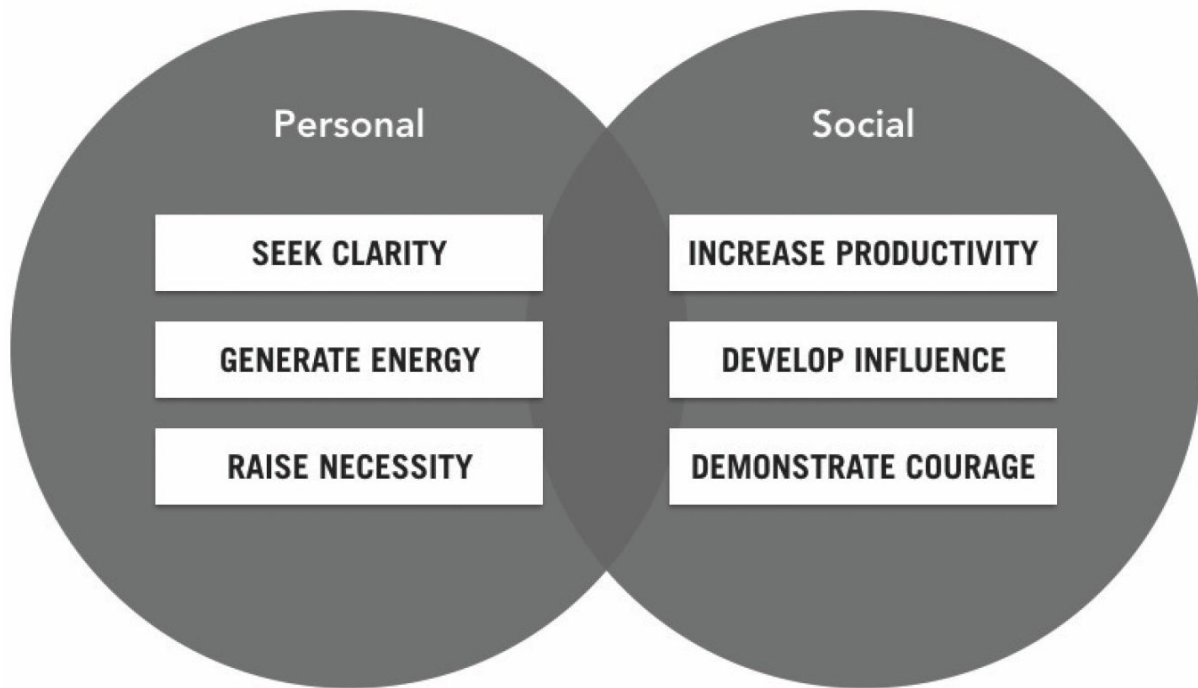 Personal
SEEK CLARITY
GENERATE ENERGY
RAISE NECESSITY
Social
INCREASE PRODUCTIVITY
DEVELOP INFLUENCE
DEMONSTRATE COURAGE